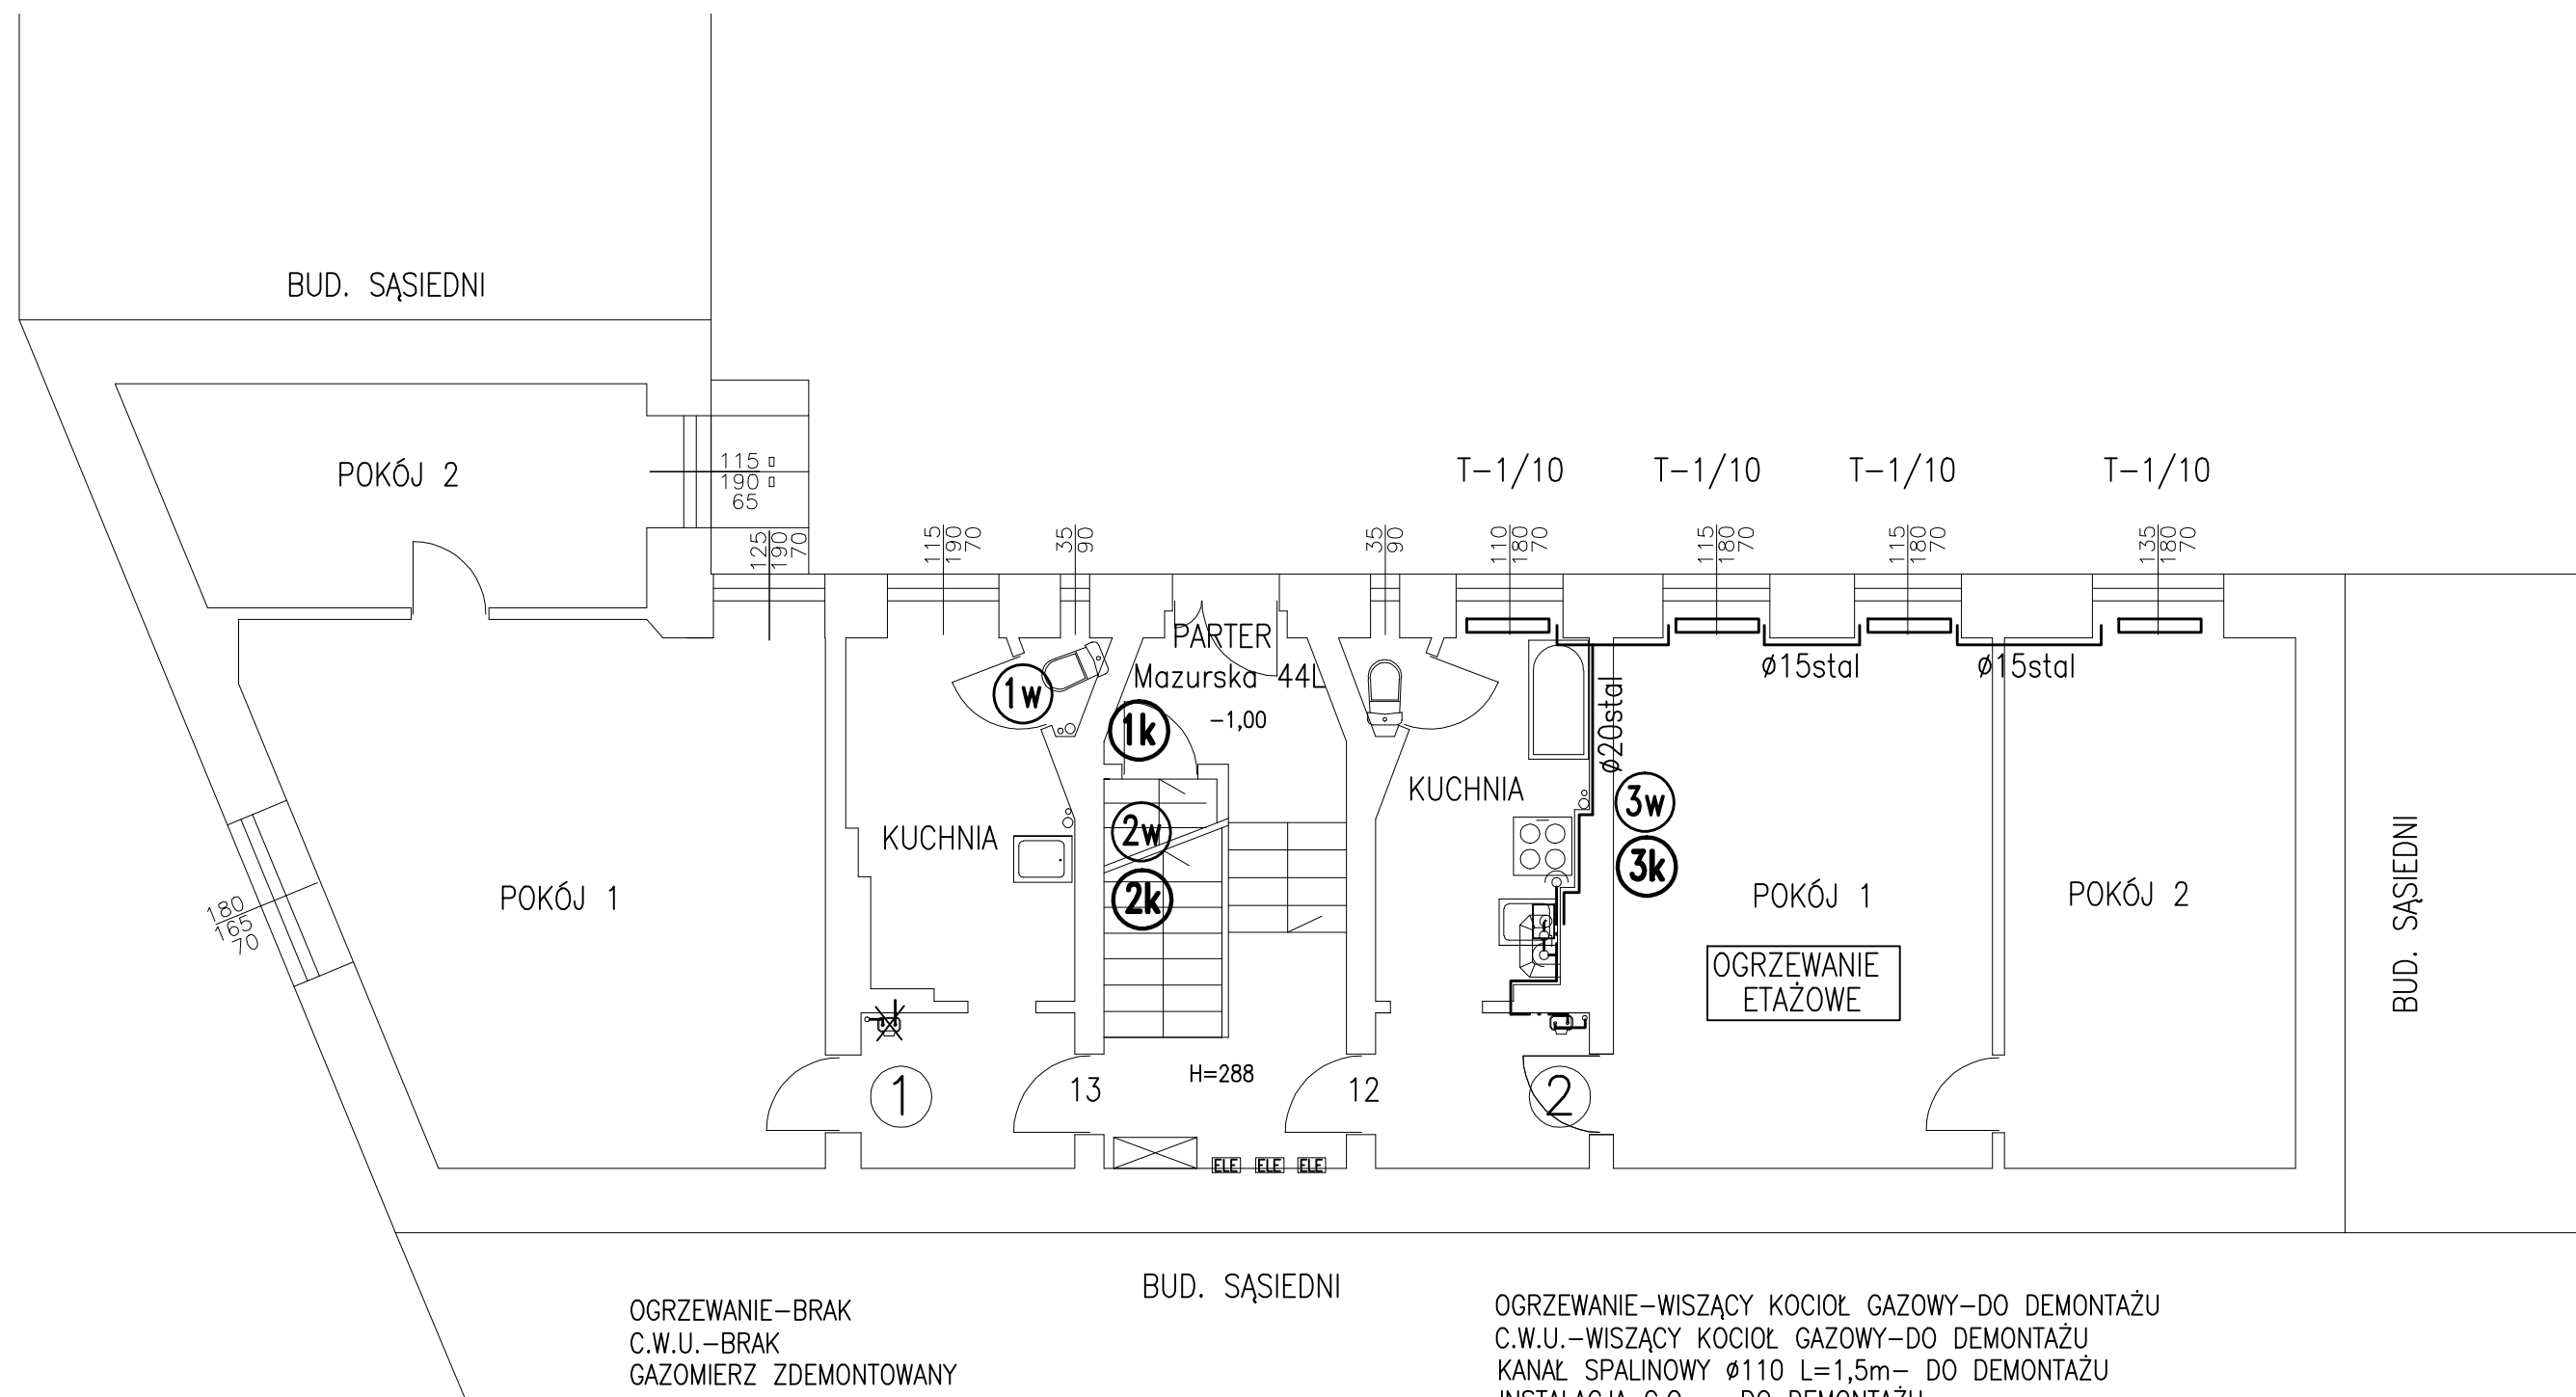 BUD. SĄSIEDNI
POKÓJ 2
115
190
65
T-1/10
T-1/10
T-1/10
T-1/10
125
190
70
115
190
70
35
90
35
90
110
180
70
115
180
70
115
180
70
135
180
70
PARTER
Mazurska 44L
-1,00
1w
1k
2w
2k
ø15stal
ø15stal
ø20stal
KUCHNIA
KUCHNIA
3w
3k
POKÓJ 1
180
165
70
POKÓJ 1
POKÓJ 2
BUD. SĄSIEDNI
OGRZEWANIE
ETAŻOWE
H=288
1
13
12
2
ELE
ELE
ELE
BUD. SĄSIEDNI
OGRZEWANIE-BRAK
C.W.U.-BRAK
GAZOMIERZ ZDEMONTOWANY
OGRZEWANIE-WISZĄCY KOCIOŁ GAZOWY-DO DEMONTAŻU
C.W.U.-WISZĄCY KOCIOŁ GAZOWY-DO DEMONTAŻU
KANAŁ SPALINOWY ø110 L=1,5m- DO DEMONTAŻU
INSTALACJA C.O. - DO DEMONTAŻU